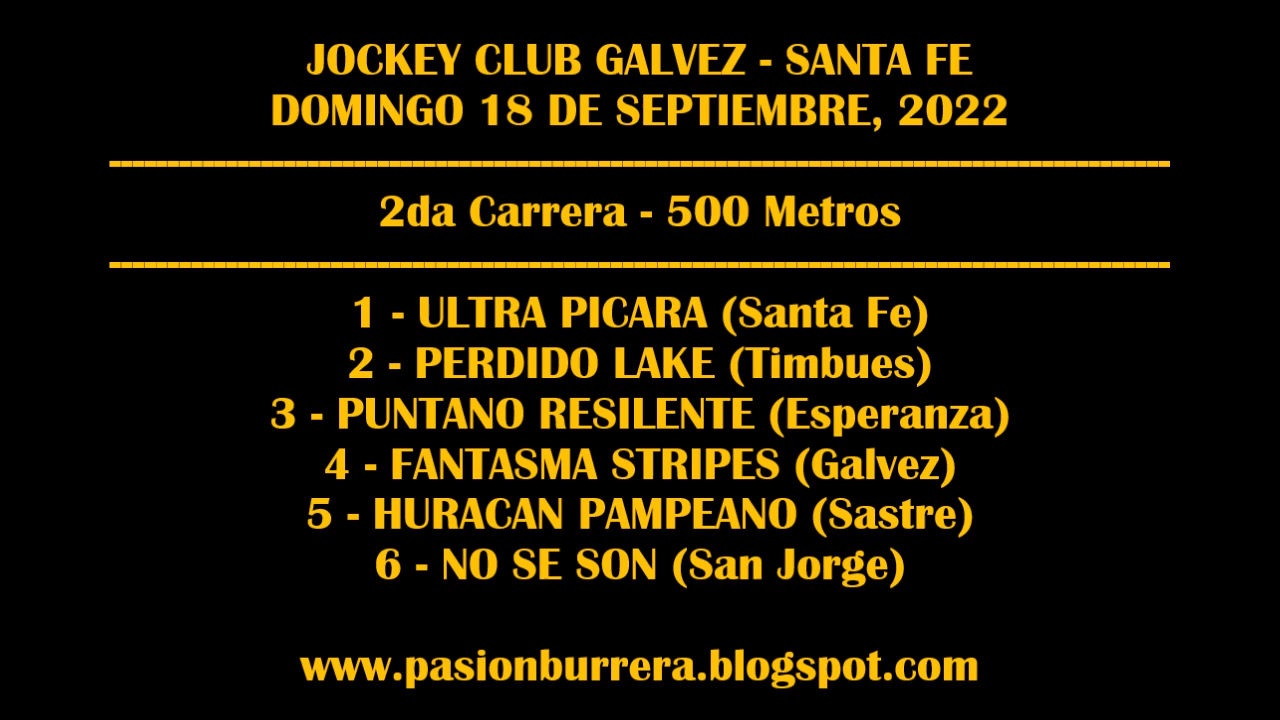 JOCKEY CLUB GALVEZ - SANTA FE
DOMINGO 18 DE SEPTIEMBRE, 2022
2da Carrera - 500 Metros
1 - ULTRA PICARA (Santa Fe)
2 - PERDIDO LAKE (Timbues)
3 - PUNTANO RESILENTE (Esperanza)
4 - FANTASMA STRIPES (Galvez)
5 - HURACAN PAMPEANO (Sastre)
6 - NO SE SON (San Jorge)
www.pasionburrera.blogspot.com